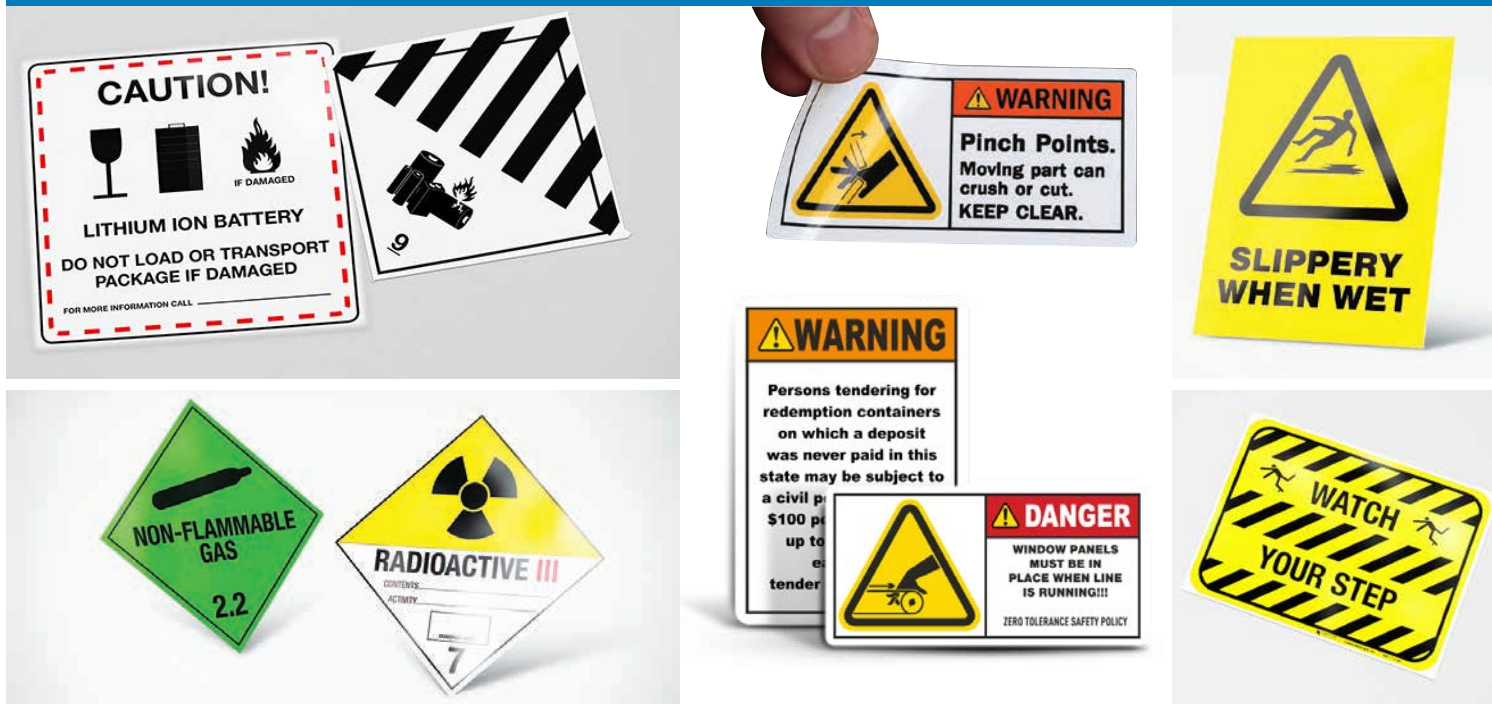 CAUTION!
IF DAMAGED
LITHIUM ION BATTERY
DO NOT LOAD OR TRANSPORT
PACKAGE IF DAMAGED
FOR MORE INFORMATION CALL
9
WARNING
Pinch Points.
Moving part can
crush or cut.
KEEP CLEAR.
SLIPPERY
WHEN WET
WARNING
Persons tendering for
redemption containers
on which a deposit
was never paid in this
state may be subject to
a civil
$100
up to
tender
DANGER
WINDOW PANELS
MUST BE IN
PLACE WHEN LINE
IS RUNNING!!!
ZERO TOLERANCE SAFETY POLICY
NON-FLAMMABLE
GAS
2.2
RADIOACTIVE III
CONTENTS
ACTIVITY
7
WATCH
YOUR STEP